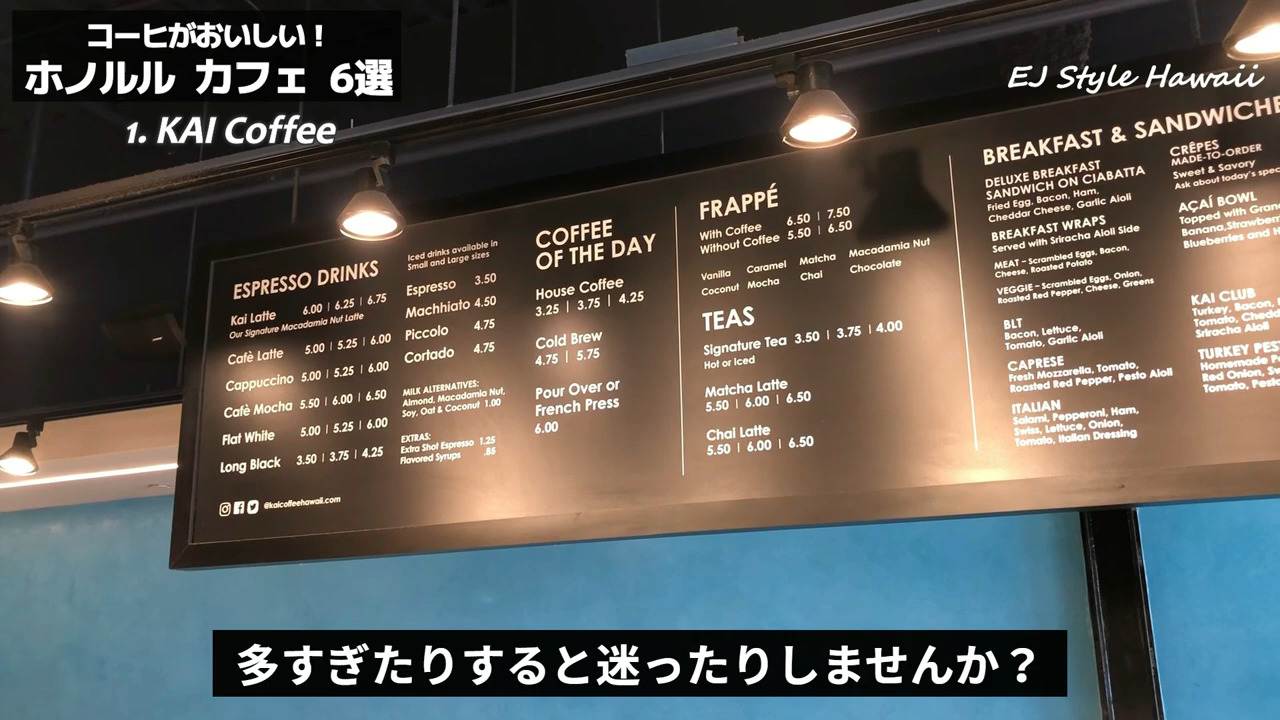 コーヒがおいしい！
ホノルル カフェ 6選
1. KAI Coffee
EJ Style Hawaii
ESPRESSO DRINKS
Kai Latte 6.00 | 6.25 | 6.75
Our Signature Macadamia Nut Latte
Cafè Latte 5.00 | 5.25 | 6.00
Cappuccino 5.00 | 5.25 | 6.00
Cafè Mocha 5.50 | 6.00 | 6.50
Flat White 5.00 | 5.25 | 6.00
Long Black 3.50 | 3.75 | 4.25
@kaicoffeehawaii.com
Iced drinks available in
Small and Large sizes
Espresso 3.50
Machhiato 4.50
Piccolo 4.75
Cortado 4.75
MILK ALTERNATIVES:
Almond, Macadamia Nut,
Soy, Oat & Coconut 1.00
EXTRAS:
Extra Shot Espresso 1.25
Flavored Syrups .85
COFFEE
OF THE DAY
House Coffee
3.25 | 3.75 | 4.25
Cold Brew
4.75 | 5.75
Pour Over or
French Press
6.00
FRAPPÉ
With Coffee 6.50 | 7.50
Without Coffee 5.50 | 6.50
Vanilla Caramel Matcha Macadamia Nut
Coconut Mocha Chai Chocolate
TEAS
Signature Tea 3.50 | 3.75 | 4.00
Hot or Iced
Matcha Latte
5.50 | 6.00 | 6.50
Chai Latte
5.50 | 6.00 | 6.50
BREAKFAST & SANDWICHE
DELUXE BREAKFAST
SANDWICH ON CIABATTA
Fried Egg, Bacon, Ham,
Cheddar Cheese, Garlic Aioli
BREAKFAST WRAPS
Served with Sriracha Aioli Side
MEAT – Scrambled Eggs, Bacon,
Cheese, Roasted Potato
VEGGIE – Scrambled Eggs, Onion,
Roasted Red Pepper, Cheese, Greens
BLT
Bacon, Lettuce,
Tomato, Garlic Aioli
CAPRESE
Fresh Mozzarella, Tomato,
Roasted Red Pepper, Pesto Aioli
ITALIAN
Salami, Pepperoni, Ham,
Swiss, Lettuce, Onion,
Tomato, Italian Dressing
CRÊPES
MADE-TO-ORDER
Sweet & Savory
Ask about today's spec
AÇAÍ BOWL
Topped with Gran
Banana, Strawberr
Blueberries and H
KAI CLUB
Turkey, Bacon,
Tomato, Chedd
Sriracha Aioli
TURKEY PES
Homemade P
Red Onion, Sw
Tomato, Pest
多すぎたりすると迷ったりしませんか？